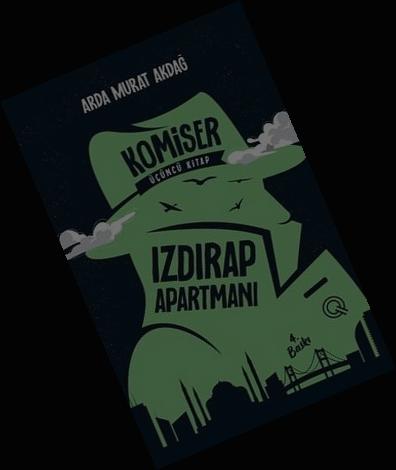 ARDA MURAT AKDAĞ
KOMİSER
ÜÇÜNCÜ KİTAP
IZDIRAP
APARTMANI
4.
Baskı